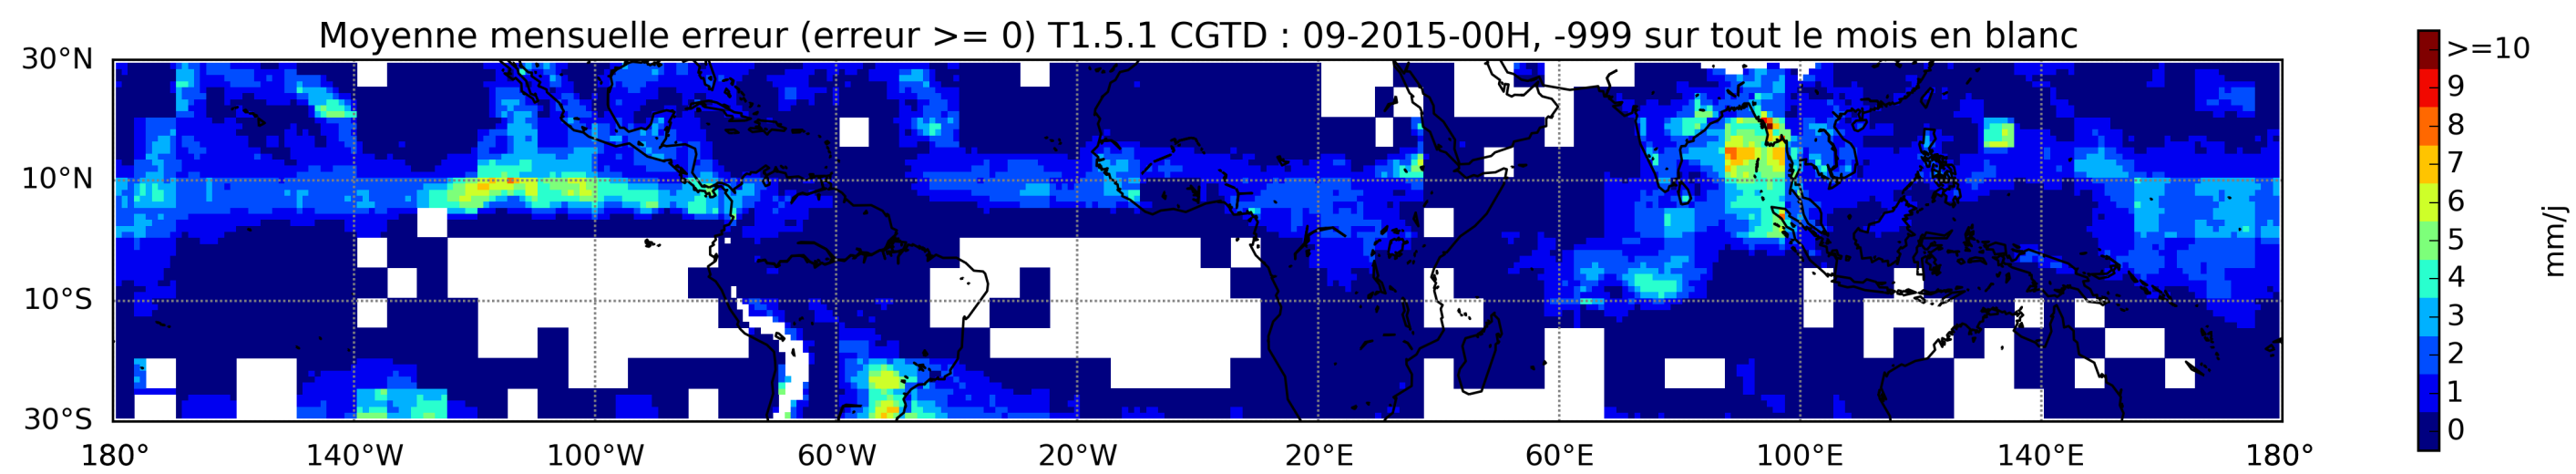 Moyenne mensuelle erreur (erreur >= 0) T1.5.1 CGTD : 09-2015-00H, -999 sur tout le mois en blanc
30°N
10°N
10°S
30°S
180° 140°W 100°W 60°W 20°W 20°E 60°E 100°E 140°E 180°
>=10
9
8
7
6
5
4
3
2
1
0
mm/j